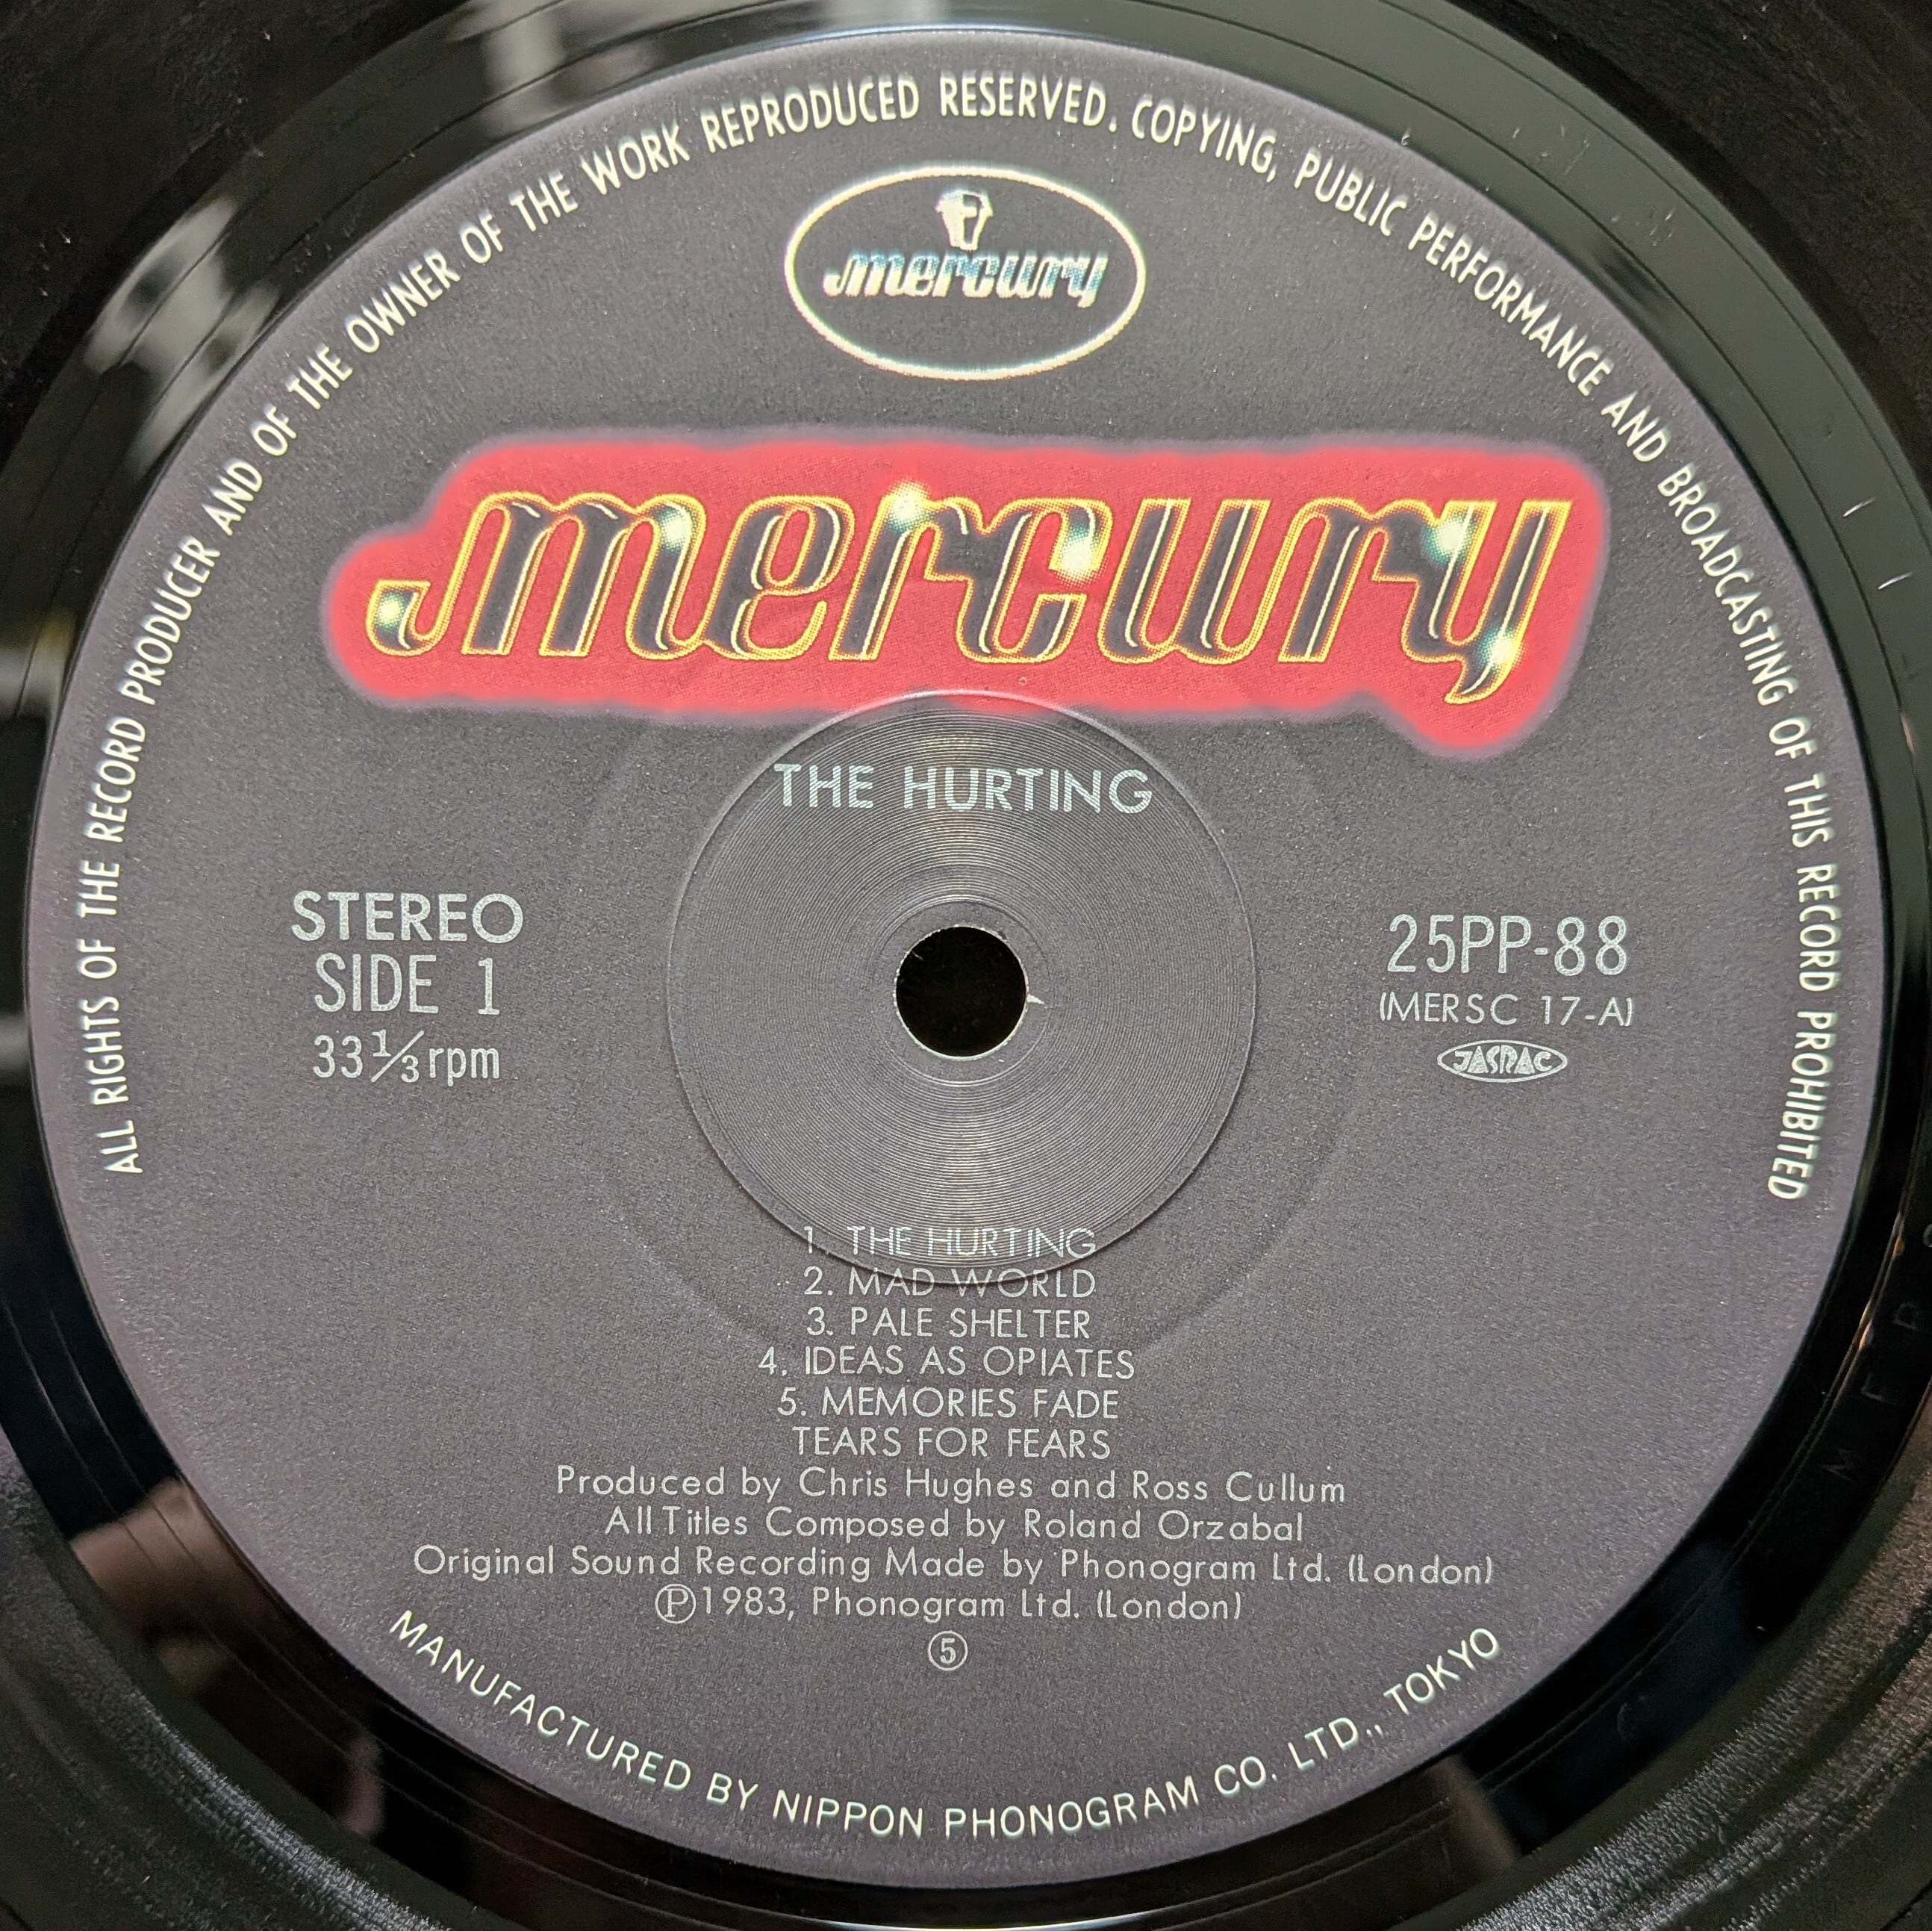 ALL RIGHTS OF THE RECORD PRODUCER AND OF THE OWNER OF THE WORK REPRODUCED RESERVED. COPYING, PUBLIC PERFORMANCE AND BROADCASTING OF THIS RECORD PROHIBITED
mercury
mercury
THE HURTING
STEREO
SIDE 1
33 1/3 rpm
25PP-88
(MERSC 17-A)
JASRAC
1. THE HURTING
2. MAD WORLD
3. PALE SHELTER
4. IDEAS AS OPIATES
5. MEMORIES FADE
TEARS FOR FEARS
Produced by Chris Hughes and Ross Cullum
All Titles Composed by Roland Orzabal
Original Sound Recording Made by Phonogram Ltd. (London)
Ⓟ1983, Phonogram Ltd. (London)
⑤
MANUFACTURED BY NIPPON PHONOGRAM CO. LTD., TOKYO